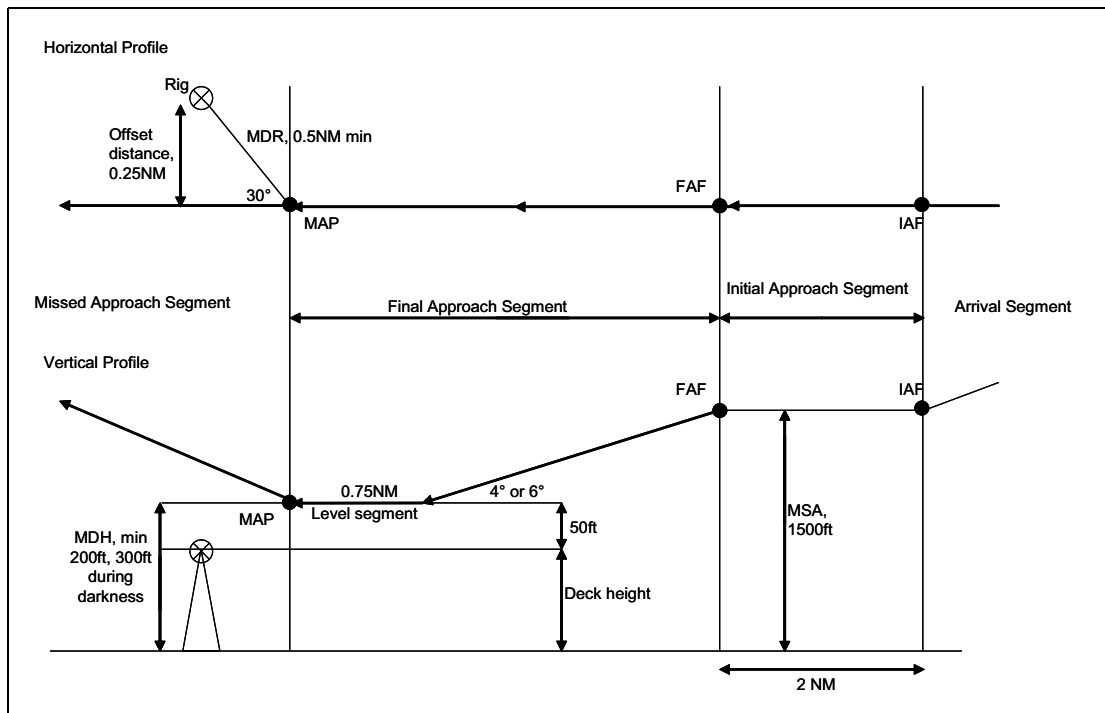 Horizontal Profile
Rig
Offset
distance,
0.25NM
MDR, 0.5NM min
30°
MAP
FAF
IAF
Missed Approach Segment
Final Approach Segment
Initial Approach Segment
Arrival Segment
Vertical Profile
FAF
IAF
0.75NM
Level segment
4° or 6°
MAP
MDH, min
200ft, 300ft
during
darkness
50ft
Deck height
MSA,
1500ft
2 NM